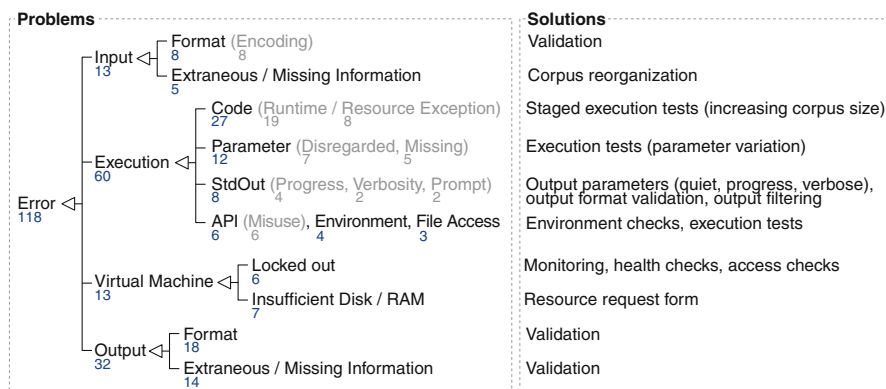 Problems
Solutions
Format (Encoding)
Validation
8
8
Input
13
Extraneous / Missing Information
Corpus reorganization
5
Code (Runtime / Resource Exception)
Staged execution tests (increasing corpus size)
27
19
8
Parameter (Disregarded, Missing)
Execution tests (parameter variation)
12
7
5
Execution
60
StdOut (Progress, Verbosity, Prompt)
Output parameters (quiet, progress, verbose),
output format validation, output filtering
8
4
2
2
Error
118
API (Misuse), Environment, File Access
Environment checks, execution tests
6
6
4
3
Locked out
Monitoring, health checks, access checks
6
Virtual Machine
13
Insufficient Disk / RAM
Resource request form
7
Format
Validation
18
Output
32
Extraneous / Missing Information
Validation
14